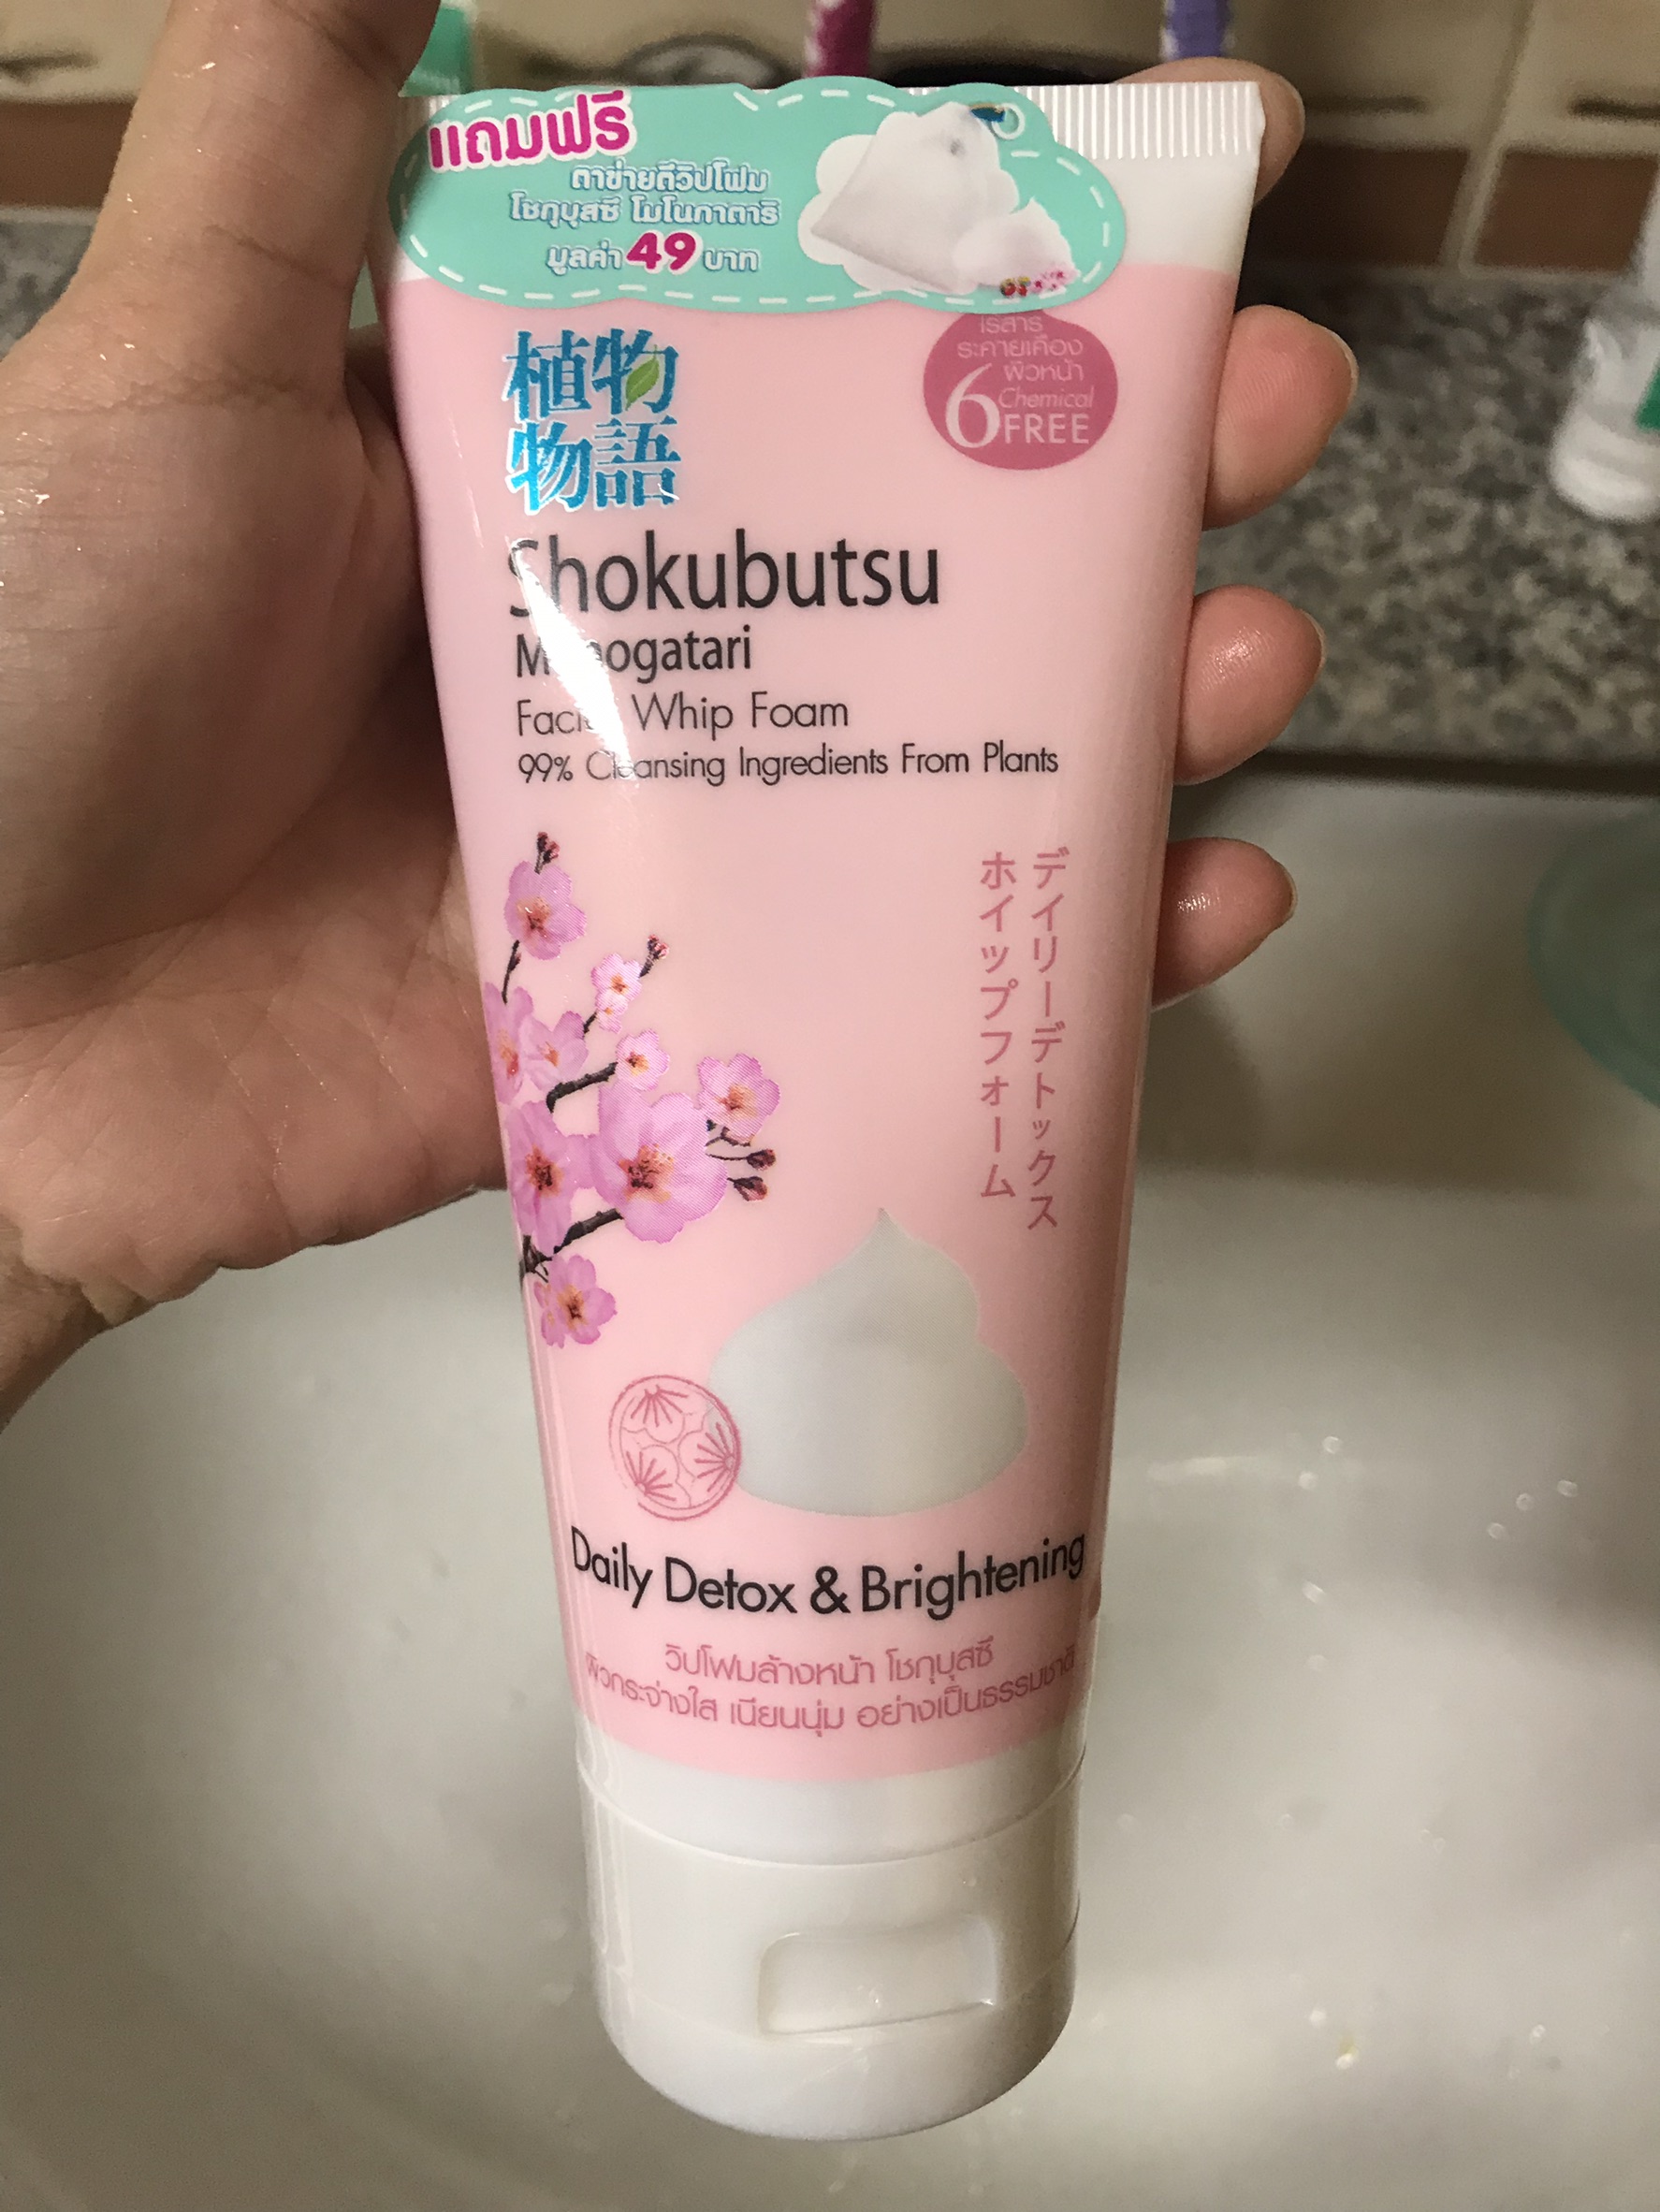 แถมฟรี
ตาข่ายตีวิปโฟม
โชกุบุสซึ โมโนกาตาริ
มูลค่า 49 บาท
ไร้สาร
ระคายเคือง
ผิวหน้า
6 Chemical
FREE
植物
物語
Shokubutsu
Monogatari
Facial Whip Foam
99% Cleansing Ingredients From Plants
デイリーデトックス
ホイップフォーム
Daily Detox & Brightening
วิปโฟมล้างหน้า โชกุบุสซึ
ผิวกระจ่างใส เนียนนุ่ม อย่างเป็นธรรมชาติ